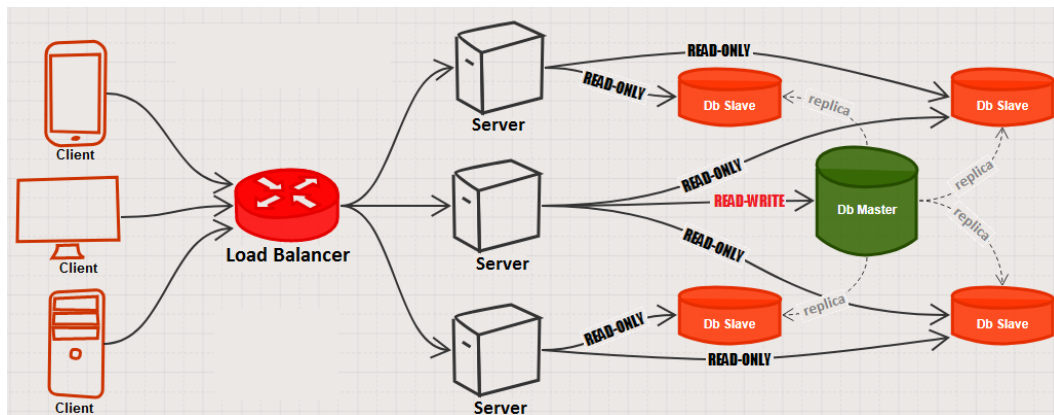 Client
Client
Client
Load Balancer
Server
Server
Server
READ-ONLY
READ-ONLY
READ-ONLY
READ-WRITE
READ-ONLY
READ-ONLY
READ-ONLY
Db Slave
Db Slave
Db Master
Db Slave
Db Slave
replica
replica
replica
replica